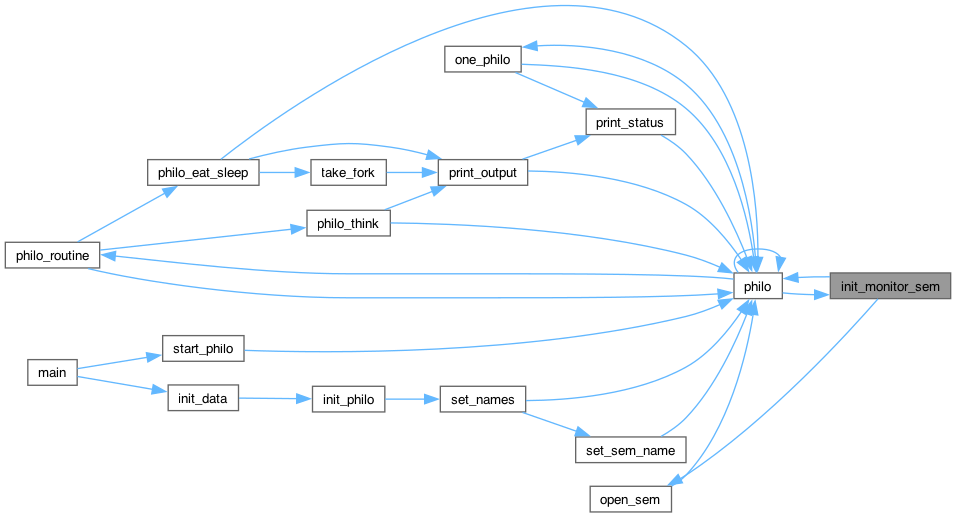 one_philo
print_status
philo_eat_sleep
take_fork
print_output
philo_think
philo_routine
philo
init_monitor_sem
start_philo
main
init_data
init_philo
set_names
set_sem_name
open_sem